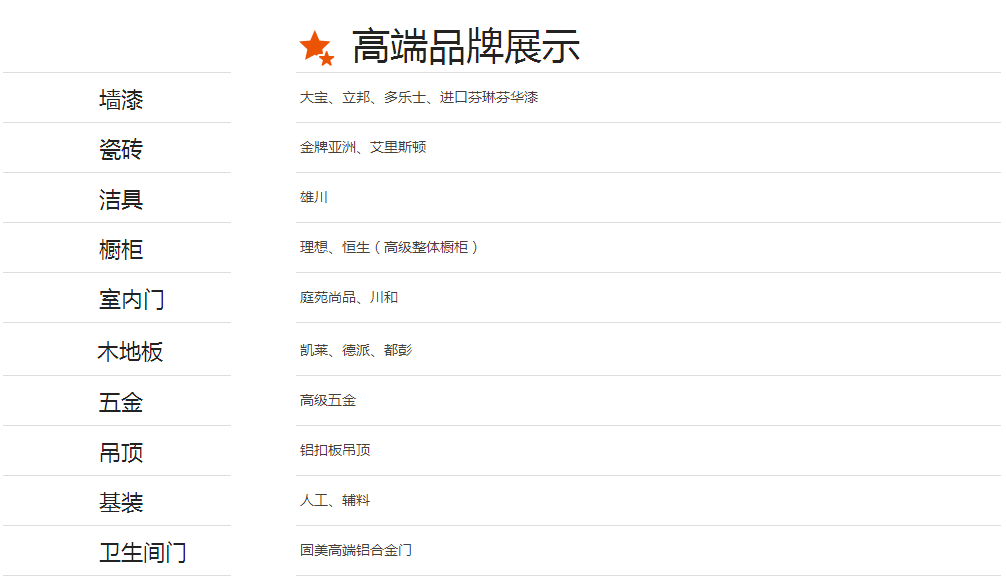 高端品牌展示
墙漆 大宝、立邦、多乐士、进口芬琳芬华漆
瓷砖 金牌亚洲、艾里斯顿
洁具 雄川
橱柜 理想、恒生（高级整体橱柜）
室内门 庭苑尚品、川和
木地板 凯莱、德派、都彭
五金 高级五金
吊顶 铝扣板吊顶
基装 人工、辅料
卫生间门 固美高端铝合金门